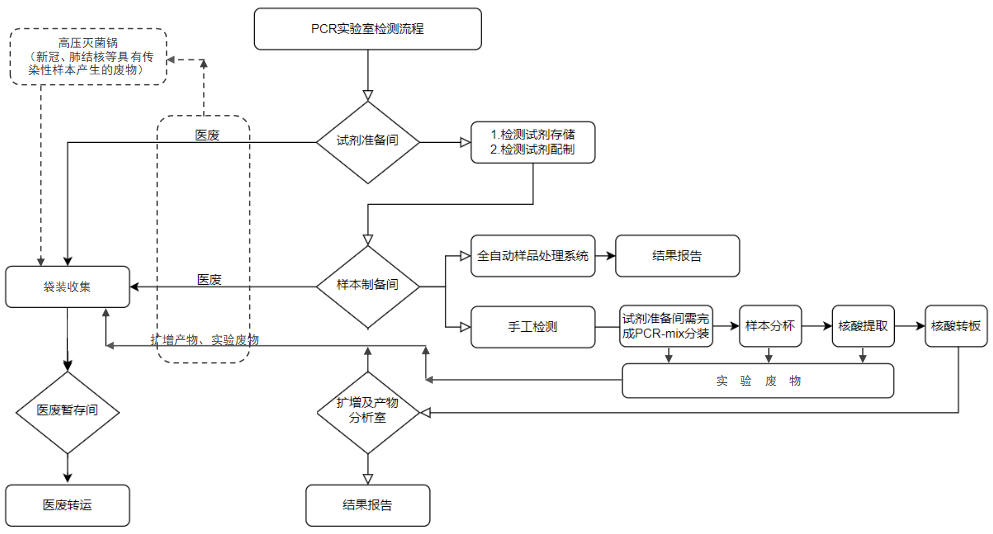 PCR实验室检测流程
高压灭菌锅
（新冠、肺结核等具有传
染性样本产生的废物）
医废
试剂准备间
1.检测试剂存储
2.检测试剂配制
全自动样品处理系统
结果报告
袋装收集
医废
样本制备间
手工检测
试剂准备间需完
成PCR-mix分装
样本分杯
核酸提取
核酸转板
扩增产物、实验废物
实 验 废 物
医废暂存间
扩增及产物
分析室
医废转运
结果报告